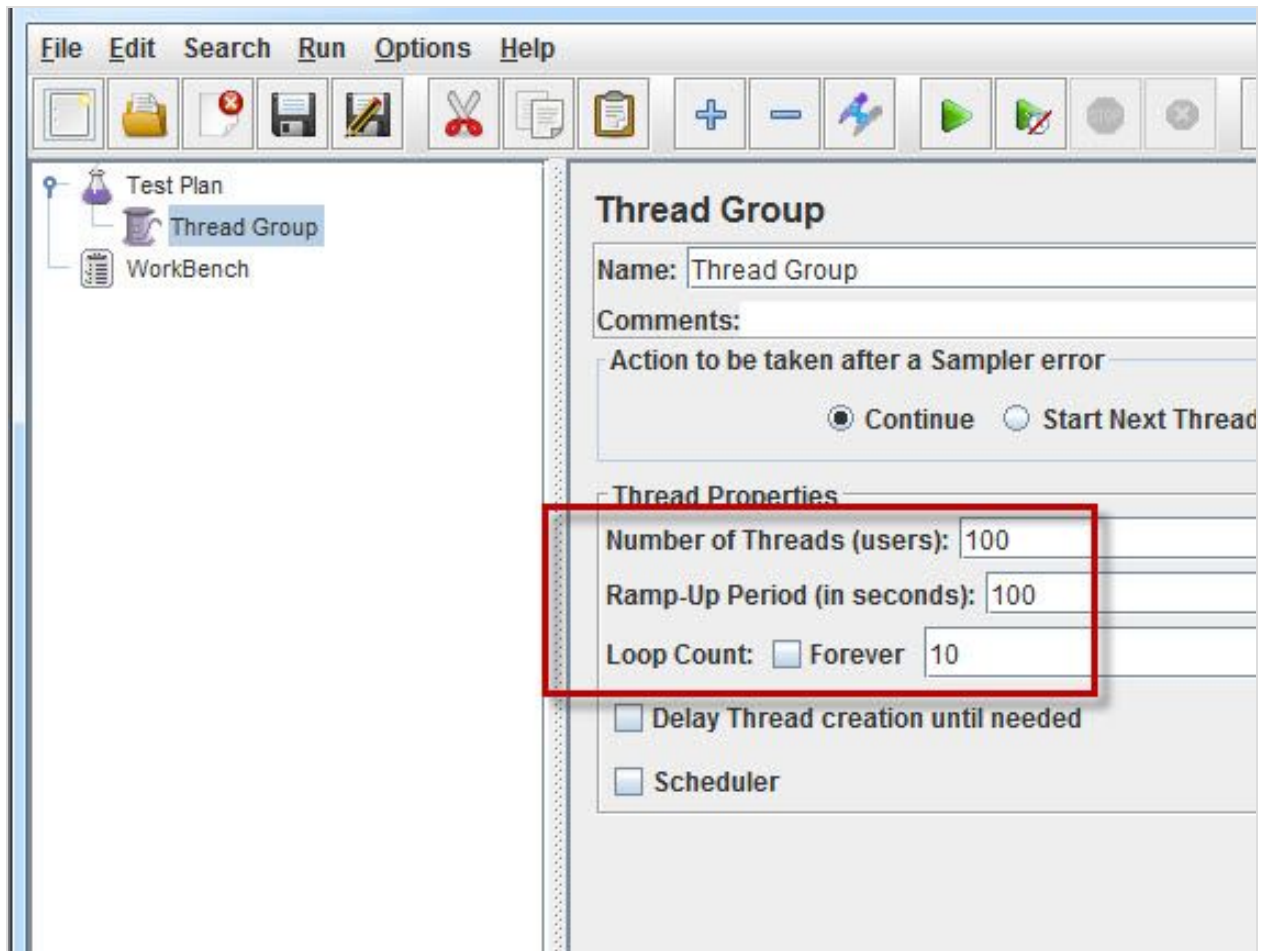 File Edit Search Run Options Help
STOP
Test Plan
Thread Group
WorkBench
Thread Group
Name: Thread Group
Comments:
Action to be taken after a Sampler error
Continue Start Next Thread
Thread Properties
Number of Threads (users): 100
Ramp-Up Period (in seconds): 100
Loop Count: Forever 10
Delay Thread creation until needed
Scheduler